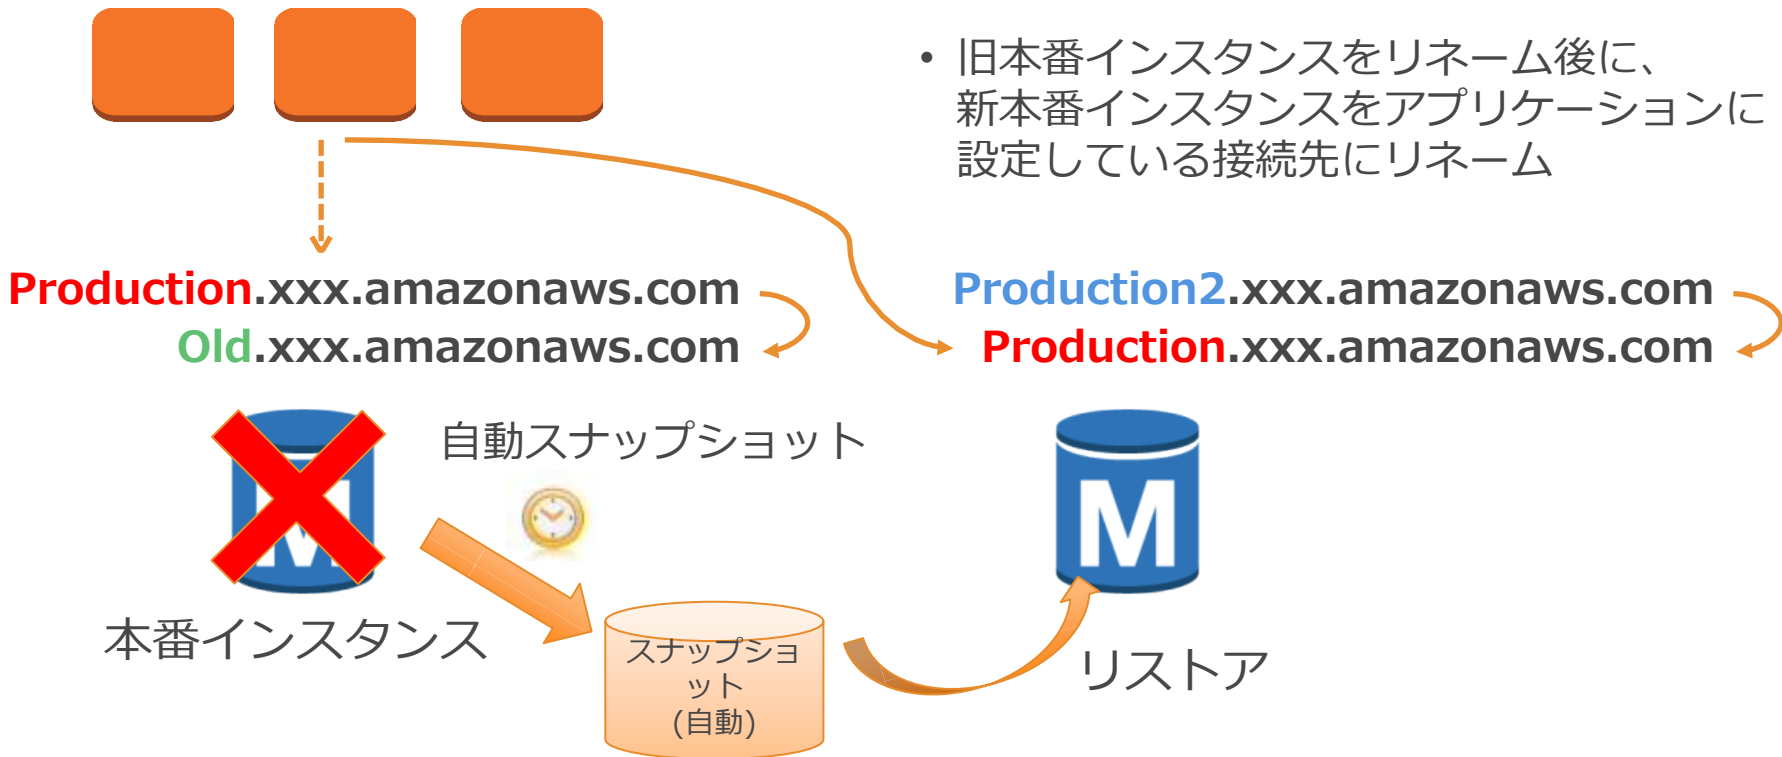 • 旧本番インスタンスをリネーム後に、
新本番インスタンスをアプリケーションに
設定している接続先にリネーム
Production.xxx.amazonaws.com
Old.xxx.amazonaws.com
Production2.xxx.amazonaws.com
Production.xxx.amazonaws.com
M
自動スナップショット
M
本番インスタンス
スナップショ
ット
(自動)
リストア